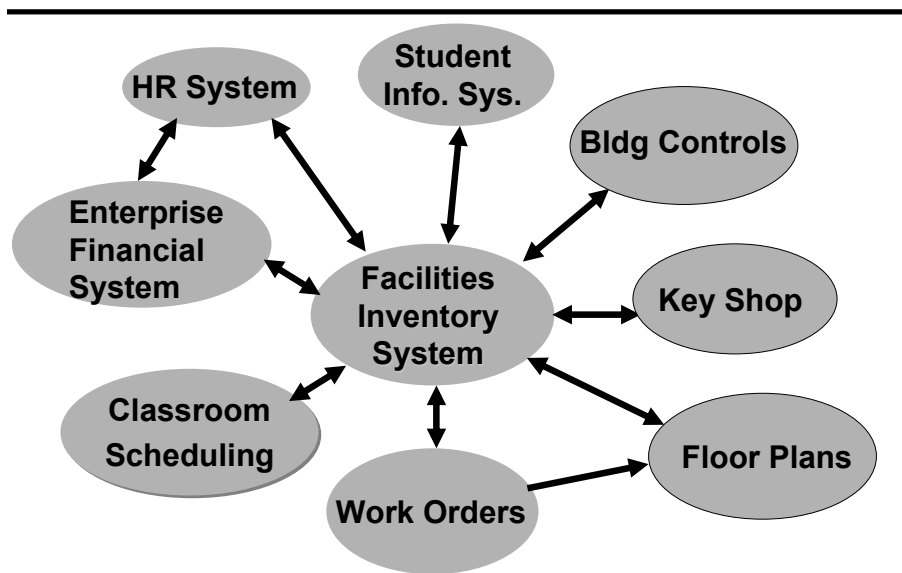 HR System
Student
Info. Sys.
Bldg Controls
Enterprise
Financial
System
Facilities
Inventory
System
Key Shop
Classroom
Scheduling
Floor Plans
Work Orders